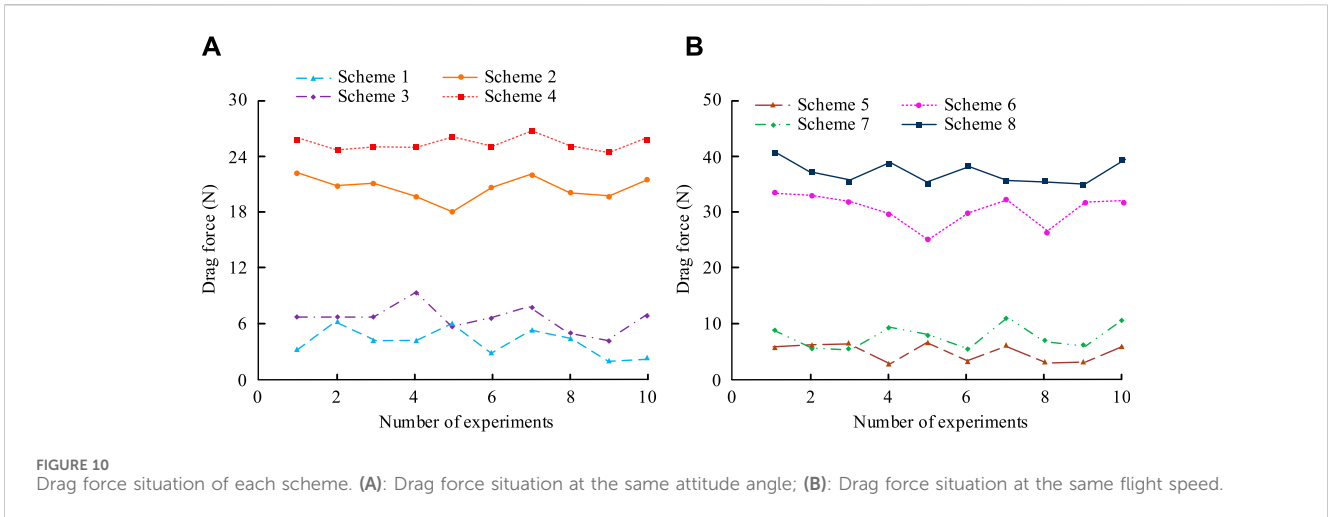 A
Scheme 1
Scheme 2
Scheme 3
Scheme 4
30
24
18
12
6
0
Drag force (N)
0 2 4 6 8 10
Number of experiments
B
Scheme 5
Scheme 6
Scheme 7
Scheme 8
50
40
30
20
10
0
Drag force (N)
0 2 4 6 8 10
Number of experiments
FIGURE 10
Drag force situation of each scheme. (A): Drag force situation at the same attitude angle; (B): Drag force situation at the same flight speed.